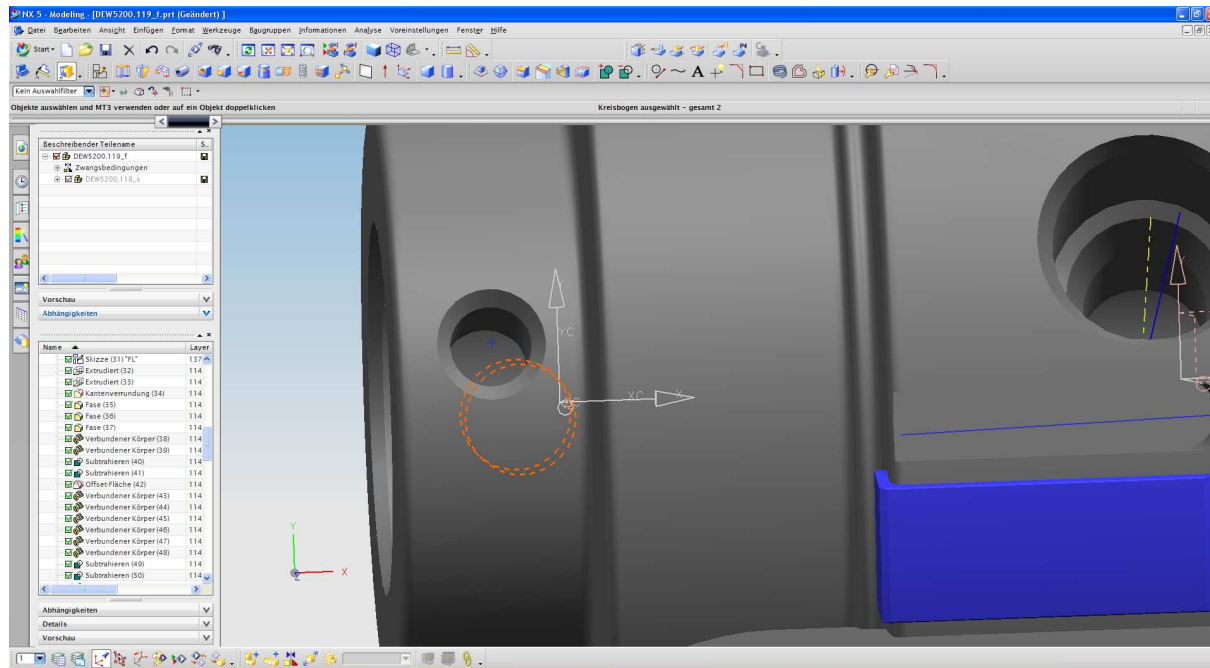 NX 5 - Modeling - [DEW5200.119_f.prt (Geändert) ]
Datei Bearbeiten Ansicht Einfügen Format Werkzeuge Baugruppen Informationen Analyse Voreinstellungen Fenster Hilfe
Start
Kein Auswahlfilter
Objekte auswählen und MT3 verwenden oder auf ein Objekt doppelklicken
Kreisbogen ausgewählt - gesamt 2
Beschreibender Teilename S..
DEW5200.119_f
Zwangsbedingungen
DEW5200.119_s
Vorschau
Abhängigkeiten
Name Layer
Skizze (31) "FL" 137
Extrudiert (32) 114
Extrudiert (33) 114
Kantenverrundung (34) 114
Fase (35) 114
Fase (36) 114
Fase (37) 114
Verbundener Körper (38) 114
Verbundener Körper (39) 114
Subtrahieren (40) 114
Subtrahieren (41) 114
Offset-Fläche (42) 114
Verbundener Körper (43) 114
Verbundener Körper (44) 114
Verbundener Körper (45) 114
Verbundener Körper (46) 114
Verbundener Körper (47) 114
Verbundener Körper (48) 114
Subtrahieren (49) 114
Subtrahieren (50) 114
Abhängigkeiten
Details
Vorschau
YC
XC X
Y
X
Z
1